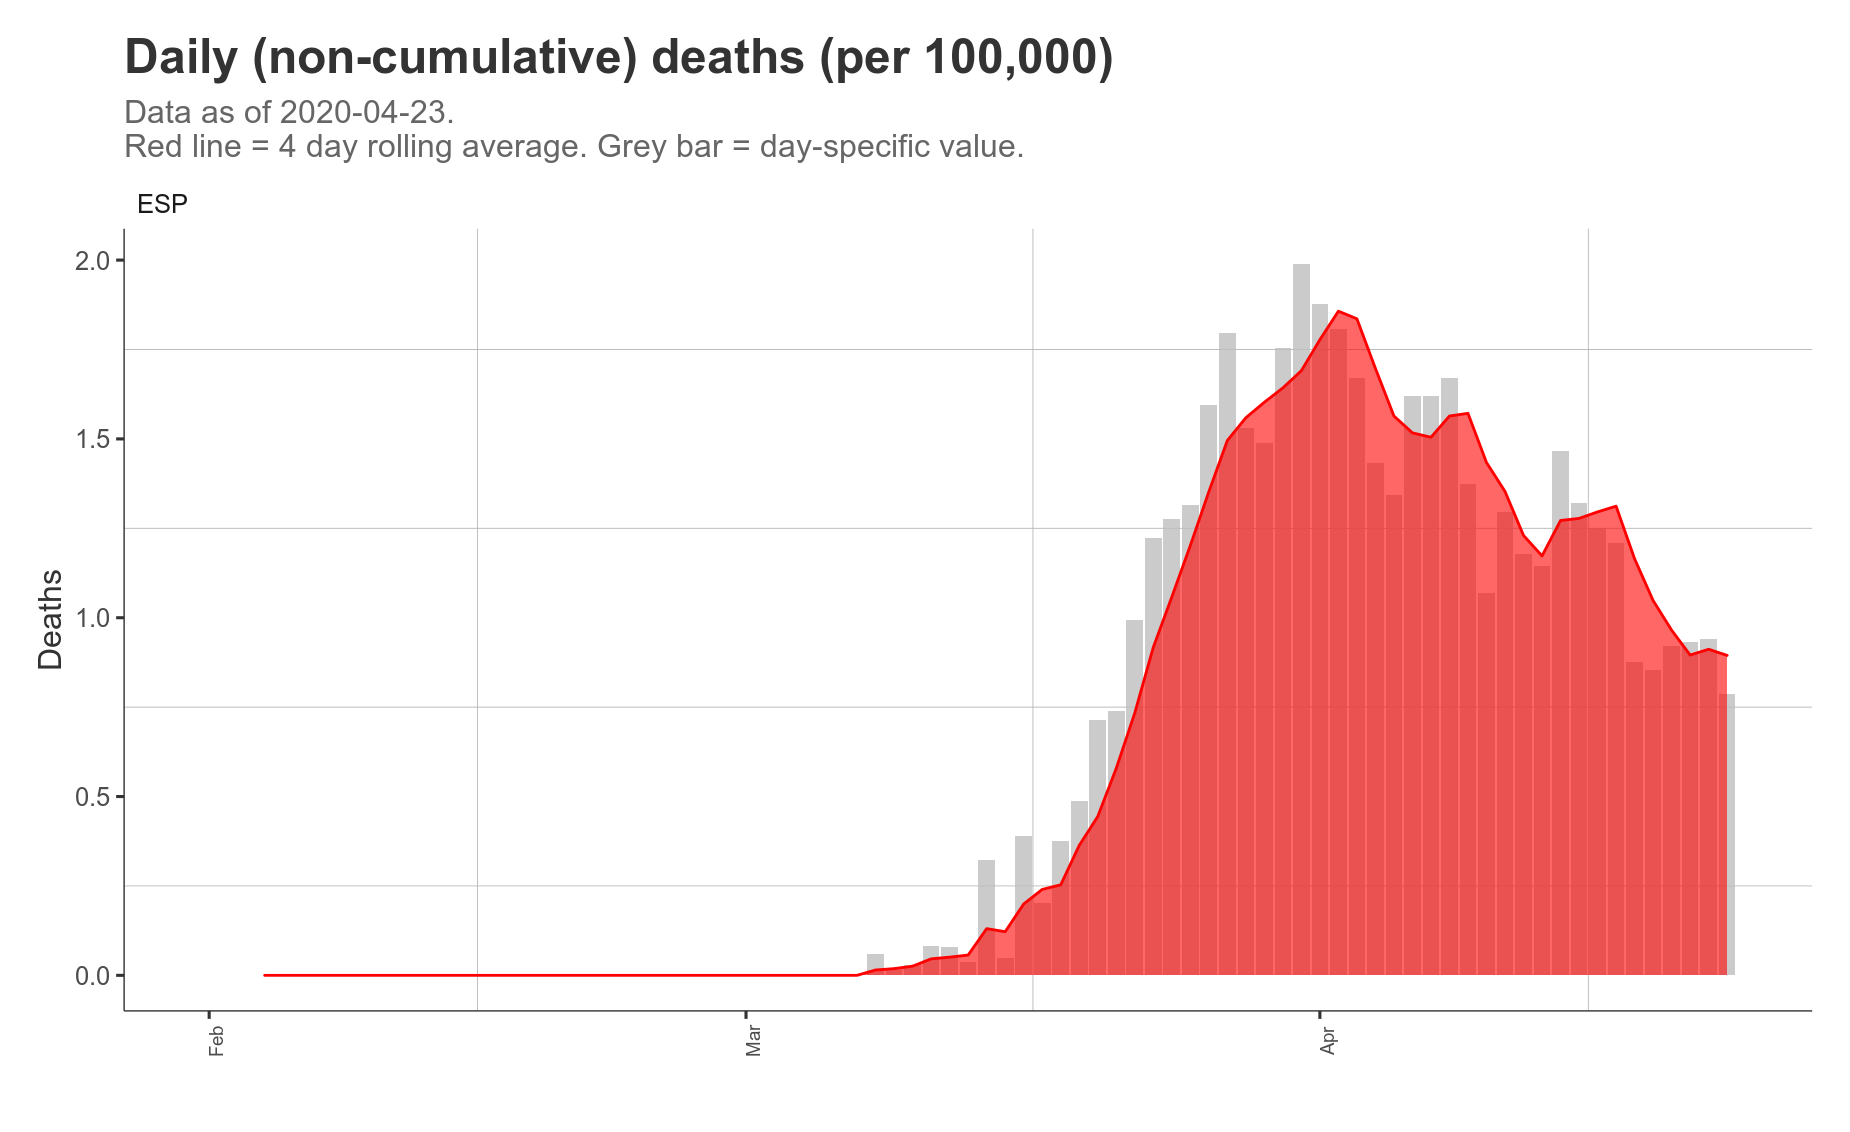 Daily (non-cumulative) deaths (per 100,000)
Data as of 2020-04-23.
Red line = 4 day rolling average. Grey bar = day-specific value.
ESP
2.0
1.5
1.0
0.5
0.0
Deaths
Feb
Mar
Apr